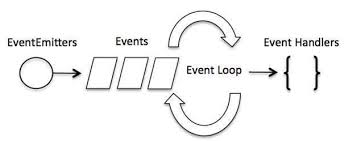 EventEmitters
Events
Event Loop
Event Handlers
{ }